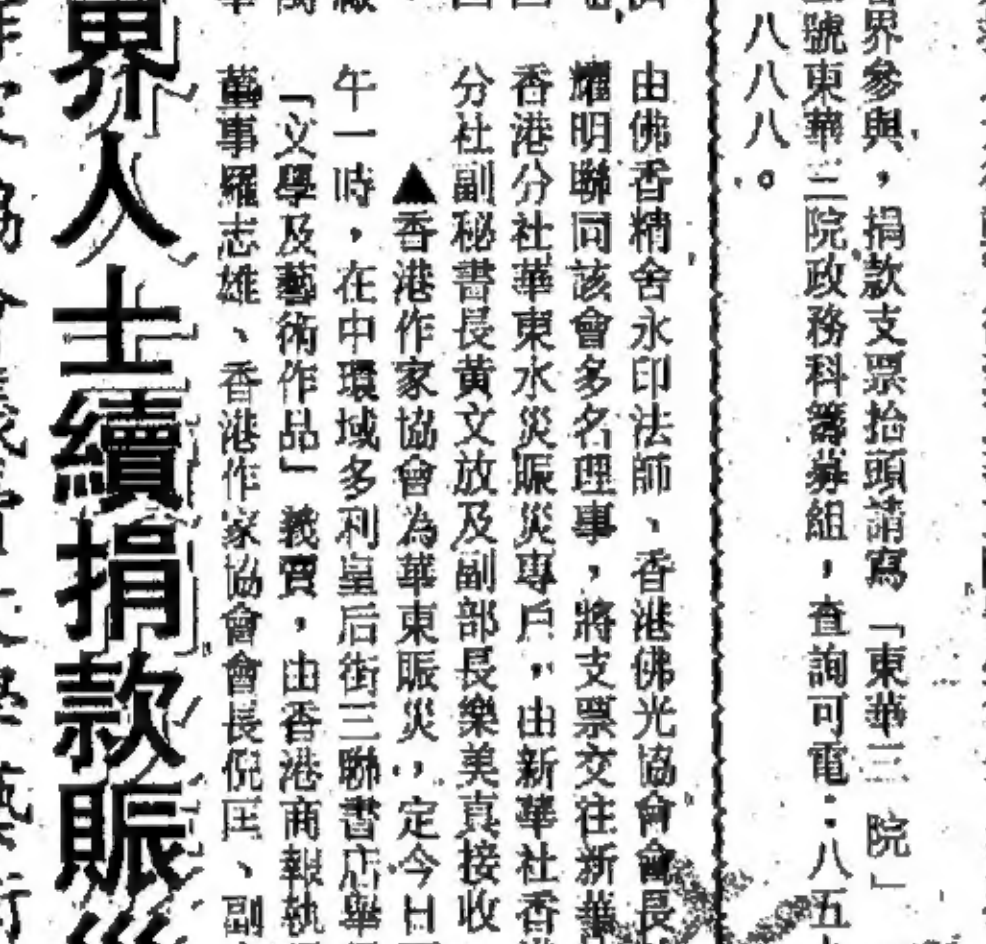 界參與，捐款支票抬頭請寫「東華三院」
號東華三院政務科籌募組，查詢可電：八五
八八八。
由佛香精舍永印法師、香港佛光協會會長
耀明聯同該會多名理事，將支票交往新華
香港分社華東水災賑災專戶，由新華社香
分社副秘書長黃文放及副部長樂美真接收
▲香港作家協會為華東賑災，定今日
午一時，在中環域多利皇后街三聯書店舉
「文學及藝術作品」義賣，由香港商報執
董事羅志雄、香港作家協會會長倪匡、副
界人士續捐款賑災